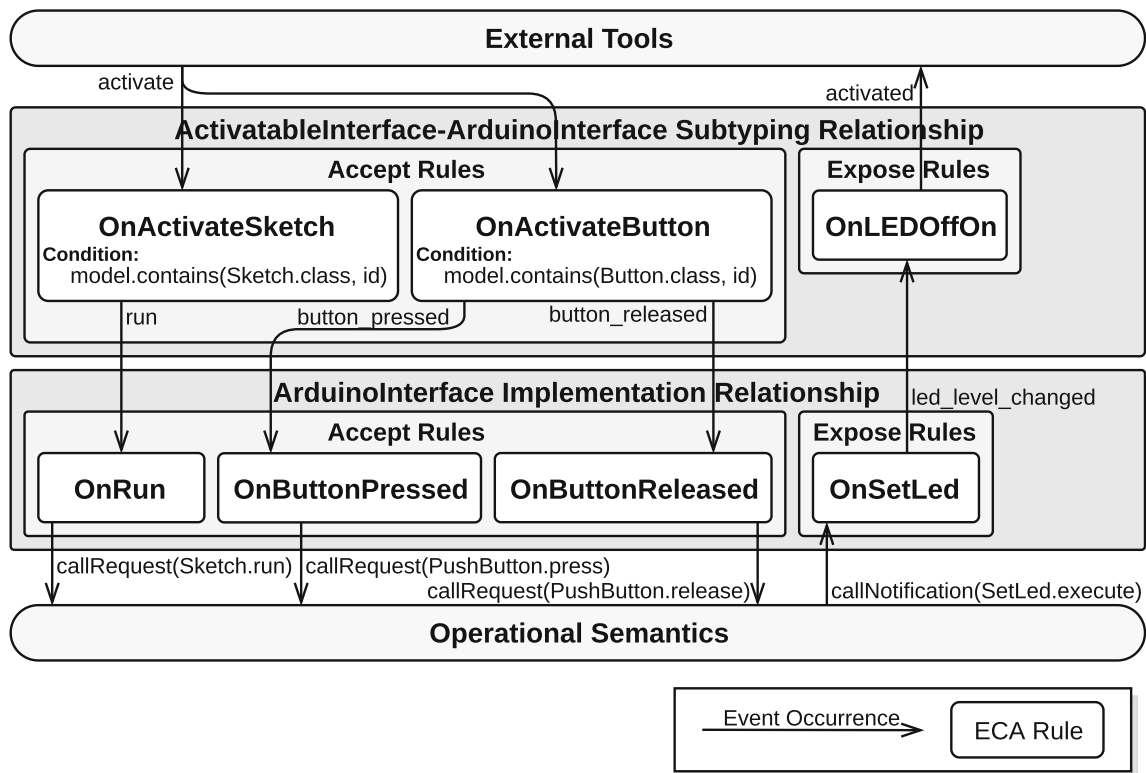 External Tools
activate
activated
ActivatableInterface-ArduinoInterface Subtyping Relationship
Accept Rules
Expose Rules
OnActivateSketch
Condition:
model.contains(Sketch.class, id)
OnActivateButton
Condition:
model.contains(Button.class, id)
OnLEDOffOn
run
button_pressed
button_released
ArduinoInterface Implementation Relationship
led_level_changed
Accept Rules
Expose Rules
OnRun
OnButtonPressed
OnButtonReleased
OnSetLed
callRequest(Sketch.run)
callRequest(PushButton.press)
callRequest(PushButton.release)
callNotification(SetLed.execute)
Operational Semantics
Event Occurrence
ECA Rule